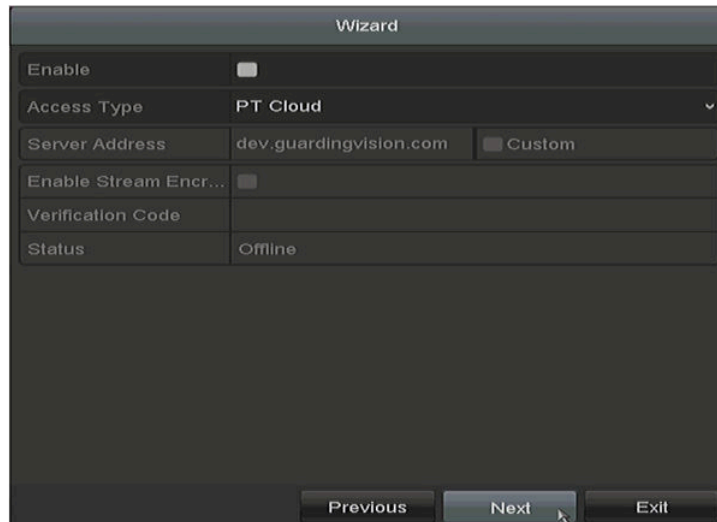 Wizard
Enable
Access Type PT Cloud
Server Address dev.guardingvision.com Custom
Enable Stream Encr...
Verification Code
Status Offline
Previous Next Exit